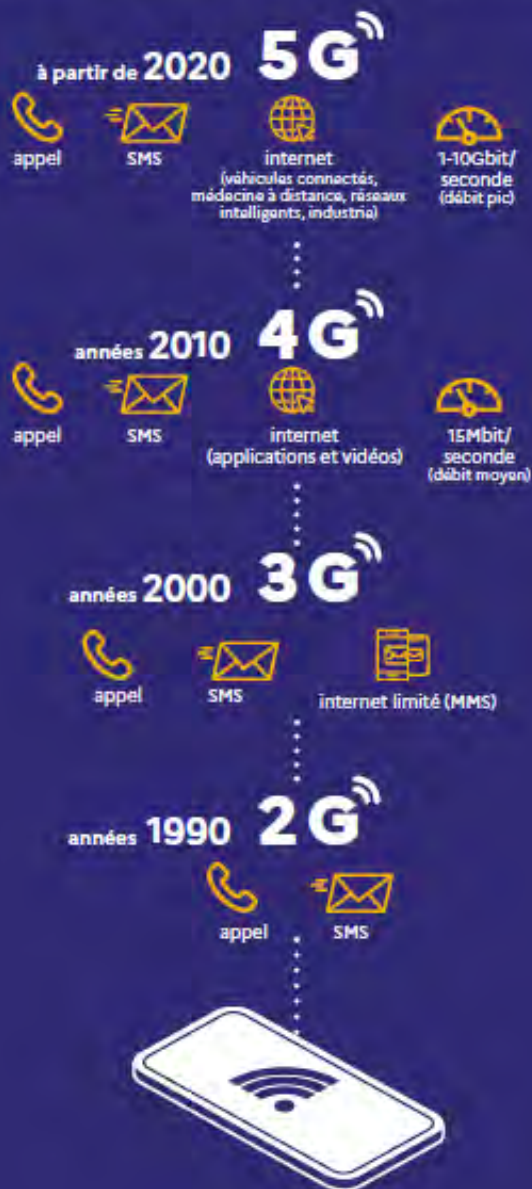 à partir de 2020 5G
appel
SMS
internet
(véhicules connectés,
médecine à distance, réseaux
intelligents, industrie)
1-10Gbit/
seconde
(débit pic)
années 2010 4G
appel
SMS
internet
(applications et vidéos)
15Mbit/
seconde
(débit moyen)
années 2000 3G
appel
SMS
internet limité (MMS)
années 1990 2G
appel
SMS